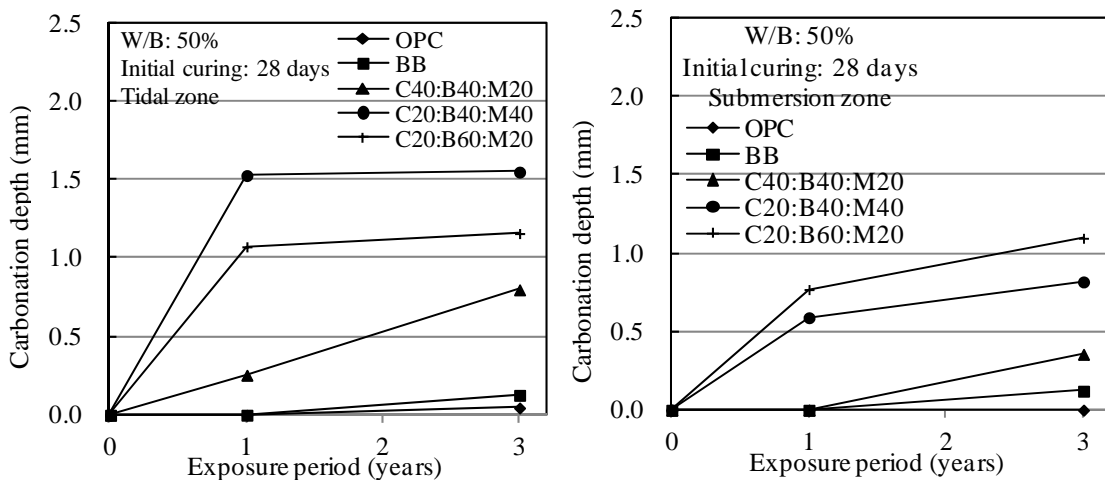 2.5
2.0
1.5
1.0
0.5
0.0
Carbonation depth (mm)
W/B: 50%
Initial curing: 28 days
Tidal zone
OPC
BB
C40:B40:M20
C20:B40:M40
C20:B60:M20
0 1 2 3
Exposure period (years)
2.5
2.0
1.5
1.0
0.5
0.0
Carbonation depth (mm)
W/B: 50%
Initial curing: 28 days
Submersion zone
OPC
BB
C40:B40:M20
C20:B40:M40
C20:B60:M20
0 1 2 3
Exposure period (years)